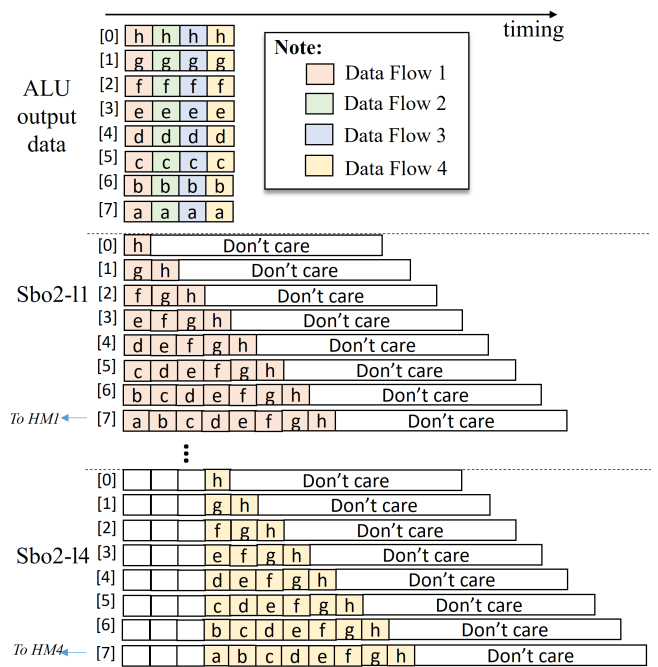 timing
[0] h h h h
[1] g g g g
[2] f f f f
[3] e e e e
[4] d d d d
[5] c c c c
[6] b b b b
[7] a a a a
ALU
output
data
Note:
Data Flow 1
Data Flow 2
Data Flow 3
Data Flow 4
Sbo2-l1
[0] h Don't care
[1] g h Don't care
[2] f g h Don't care
[3] e f g h Don't care
[4] d e f g h Don't care
[5] c d e f g h Don't care
[6] b c d e f g h Don't care
To HM1
[7] a b c d e f g h Don't care
...
Sbo2-l4
[0] h Don't care
[1] g h Don't care
[2] f g h Don't care
[3] e f g h Don't care
[4] d e f g h Don't care
[5] c d e f g h Don't care
[6] b c d e f g h Don't care
To HM4
[7] a b c d e f g h Don't care